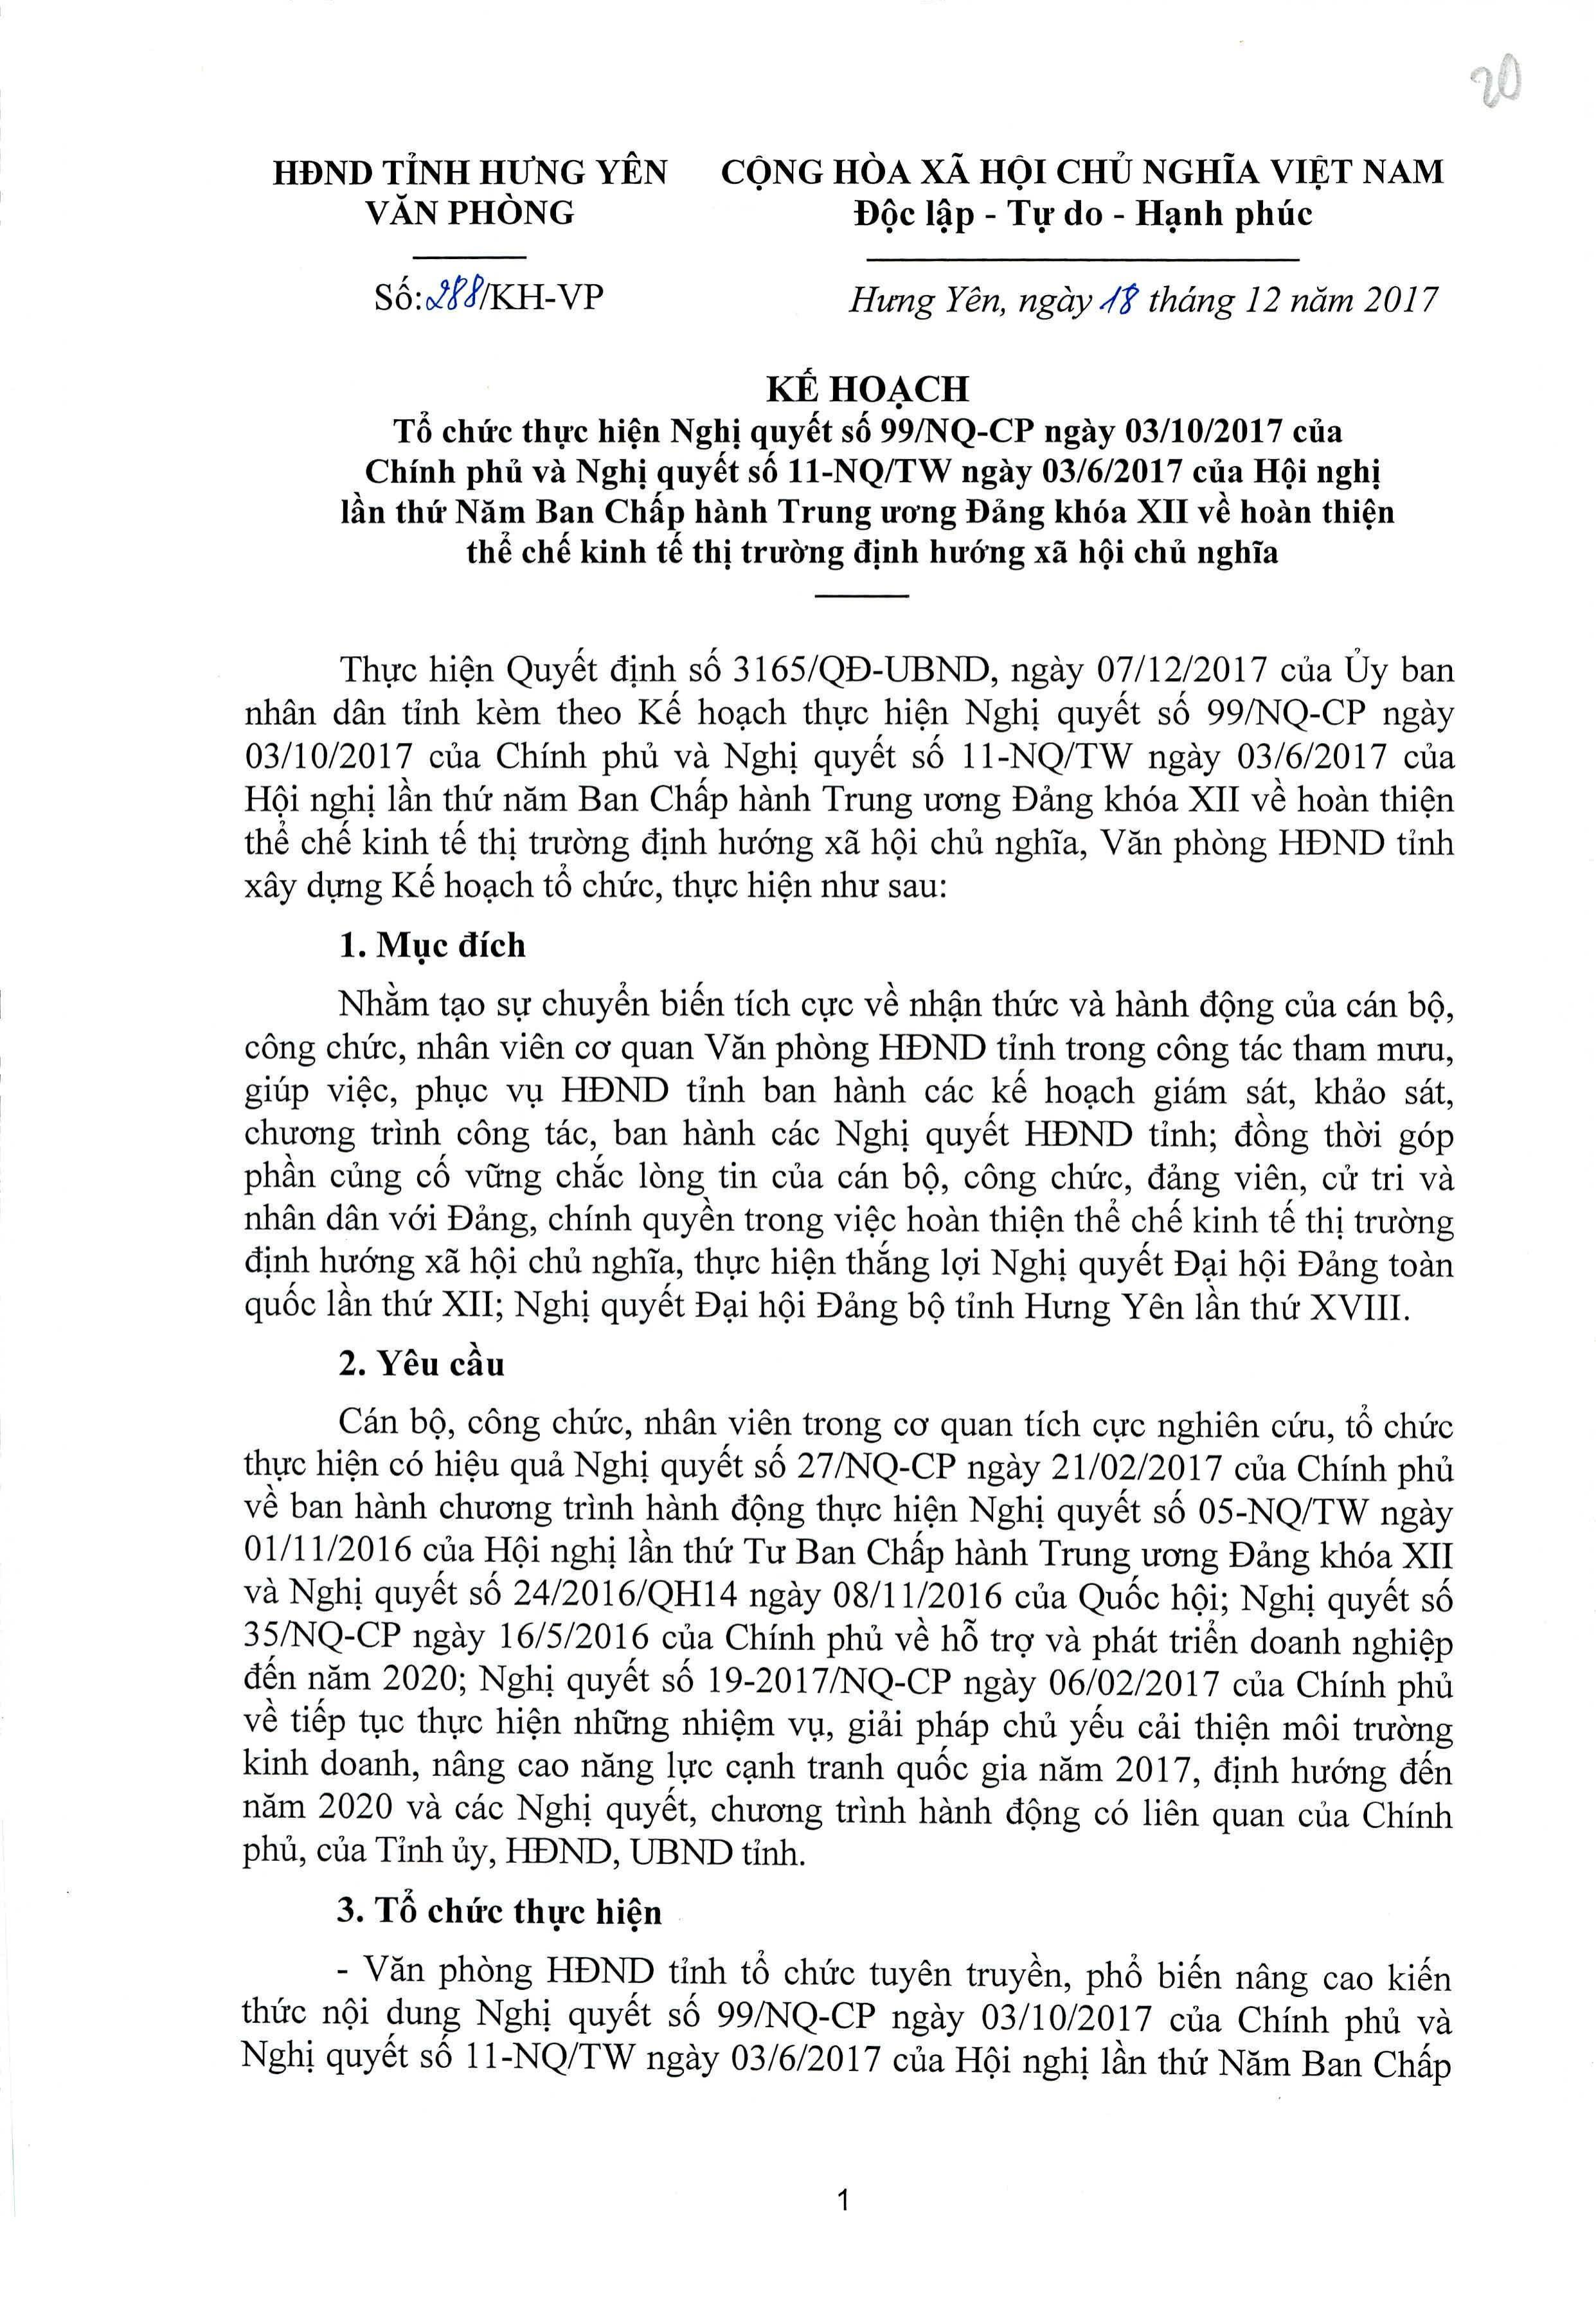 20
HĐND TỈNH HƯNG YÊN
VĂN PHÒNG
Số:288/KH-VP
CỘNG HÒA XÃ HỘI CHỦ NGHĨA VIỆT NAM
Độc lập - Tự do - Hạnh phúc
Hưng Yên, ngày 18 tháng 12 năm 2017
KẾ HOẠCH
Tổ chức thực hiện Nghị quyết số 99/NQ-CP ngày 03/10/2017 của
Chính phủ và Nghị quyết số 11-NQ/TW ngày 03/6/2017 của Hội nghị
lần thứ Năm Ban Chấp hành Trung ương Đảng khóa XII về hoàn thiện
thể chế kinh tế thị trường định hướng xã hội chủ nghĩa
Thực hiện Quyết định số 3165/QĐ-UBND, ngày 07/12/2017 của Ủy ban
nhân dân tỉnh kèm theo Kế hoạch thực hiện Nghị quyết số 99/NQ-CP ngày
03/10/2017 của Chính phủ và Nghị quyết số 11-NQ/TW ngày 03/6/2017 của
Hội nghị lần thứ năm Ban Chấp hành Trung ương Đảng khóa XII về hoàn thiện
thể chế kinh tế thị trường định hướng xã hội chủ nghĩa, Văn phòng HĐND tỉnh
xây dựng Kế hoạch tổ chức, thực hiện như sau:
1. Mục đích
Nhằm tạo sự chuyển biến tích cực về nhận thức và hành động của cán bộ,
công chức, nhân viên cơ quan Văn phòng HĐND tỉnh trong công tác tham mưu,
giúp việc, phục vụ HĐND tỉnh ban hành các kế hoạch giám sát, khảo sát,
chương trình công tác, ban hành các Nghị quyết HĐND tỉnh; đồng thời góp
phần củng cố vững chắc lòng tin của cán bộ, công chức, đảng viên, cử tri và
nhân dân với Đảng, chính quyền trong việc hoàn thiện thể chế kinh tế thị trường
định hướng xã hội chủ nghĩa, thực hiện thắng lợi Nghị quyết Đại hội Đảng toàn
quốc lần thứ XII; Nghị quyết Đại hội Đảng bộ tỉnh Hưng Yên lần thứ XVIII.
2. Yêu cầu
Cán bộ, công chức, nhân viên trong cơ quan tích cực nghiên cứu, tổ chức
thực hiện có hiệu quả Nghị quyết số 27/NQ-CP ngày 21/02/2017 của Chính phủ
về ban hành chương trình hành động thực hiện Nghị quyết số 05-NQ/TW ngày
01/11/2016 của Hội nghị lần thứ Tư Ban Chấp hành Trung ương Đảng khóa XII
và Nghị quyết số 24/2016/QH14 ngày 08/11/2016 của Quốc hội; Nghị quyết số
35/NQ-CP ngày 16/5/2016 của Chính phủ về hỗ trợ và phát triển doanh nghiệp
đến năm 2020; Nghị quyết số 19-2017/NQ-CP ngày 06/02/2017 của Chính phủ
về tiếp tục thực hiện những nhiệm vụ, giải pháp chủ yếu cải thiện môi trường
kinh doanh, nâng cao năng lực cạnh tranh quốc gia năm 2017, định hướng đến
năm 2020 và các Nghị quyết, chương trình hành động có liên quan của Chính
phủ, của Tỉnh ủy, HĐND, UBND tỉnh.
3. Tổ chức thực hiện
- Văn phòng HĐND tỉnh tổ chức tuyên truyền, phổ biến nâng cao kiến
thức nội dung Nghị quyết số 99/NQ-CP ngày 03/10/2017 của Chính phủ và
Nghị quyết số 11-NQ/TW ngày 03/6/2017 của Hội nghị lần thứ Năm Ban Chấp
1